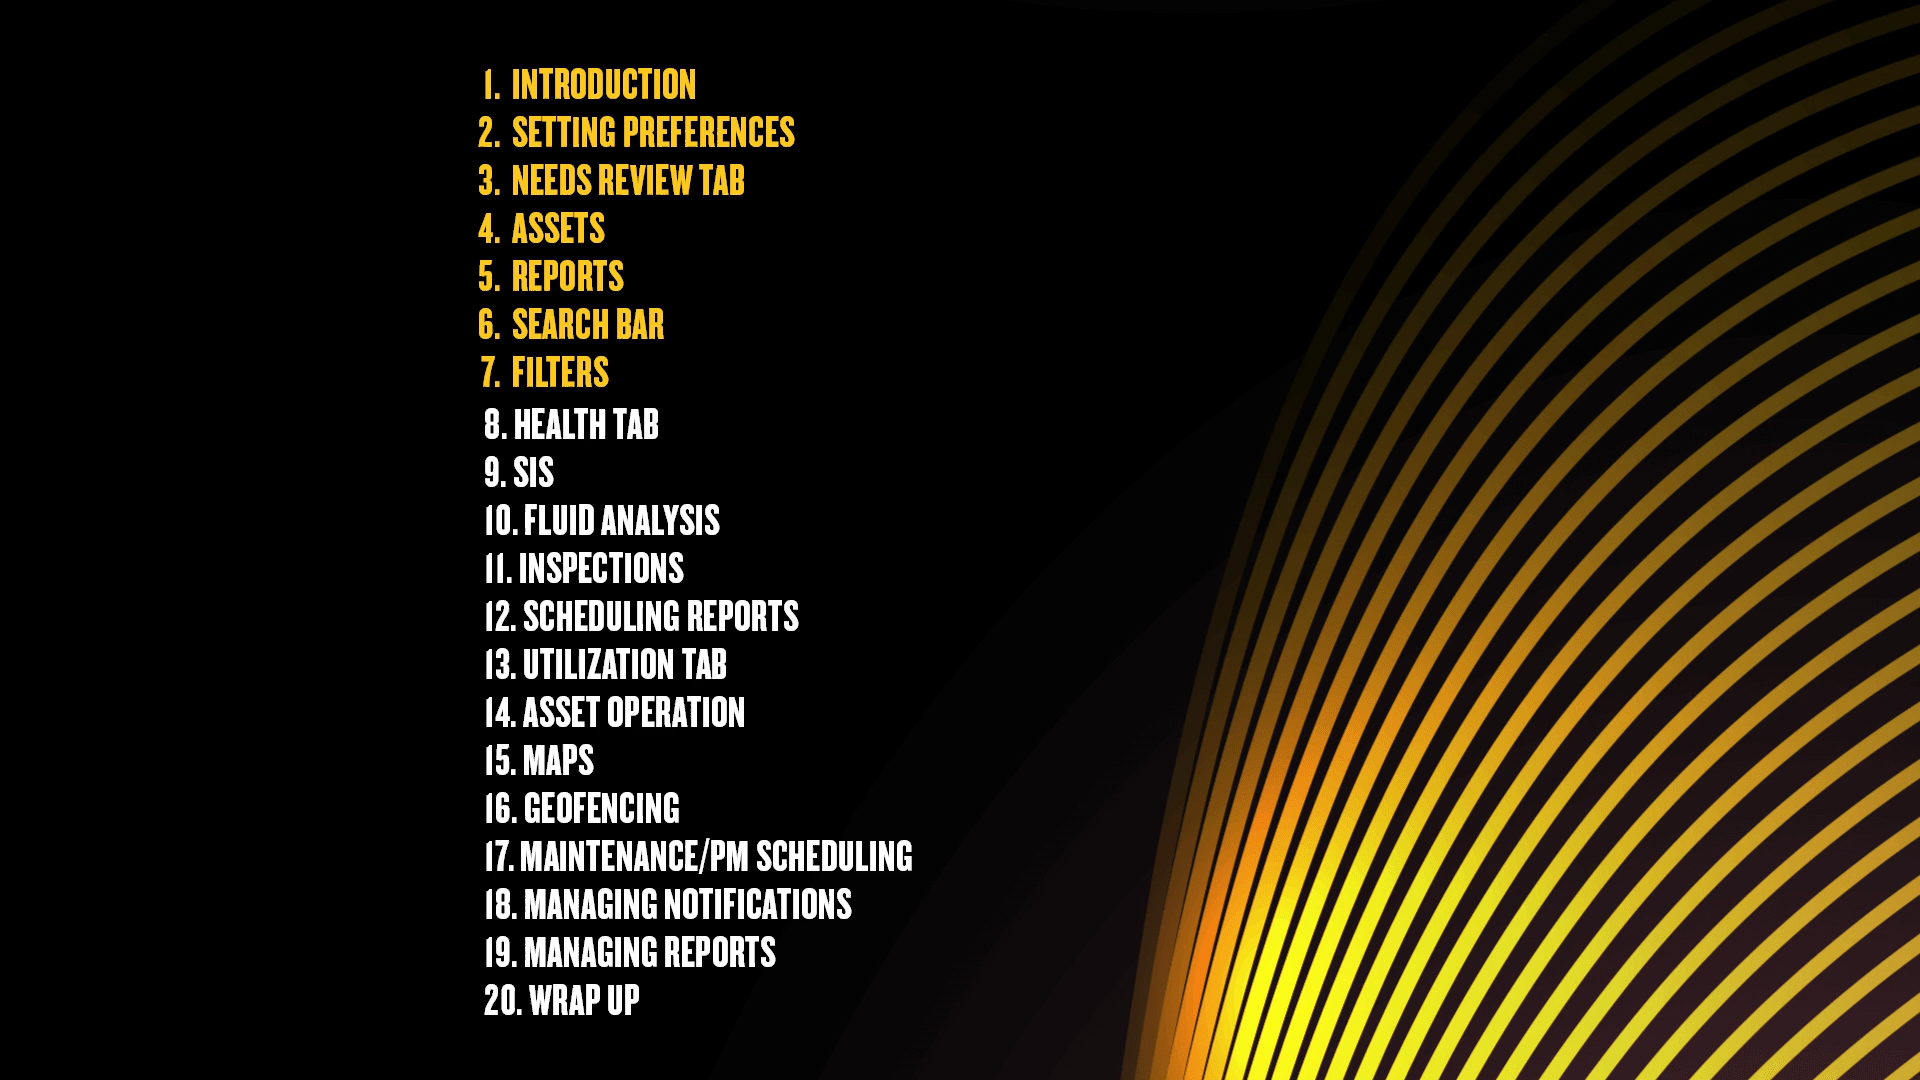 1. INTRODUCTION
2. SETTING PREFERENCES
3. NEEDS REVIEW TAB
4. ASSETS
5. REPORTS
6. SEARCH BAR
7. FILTERS
8. HEALTH TAB
9. SIS
10. FLUID ANALYSIS
11. INSPECTIONS
12. SCHEDULING REPORTS
13. UTILIZATION TAB
14. ASSET OPERATION
15. MAPS
16. GEOFENCING
17. MAINTENANCE/PM SCHEDULING
18. MANAGING NOTIFICATIONS
19. MANAGING REPORTS
20. WRAP UP